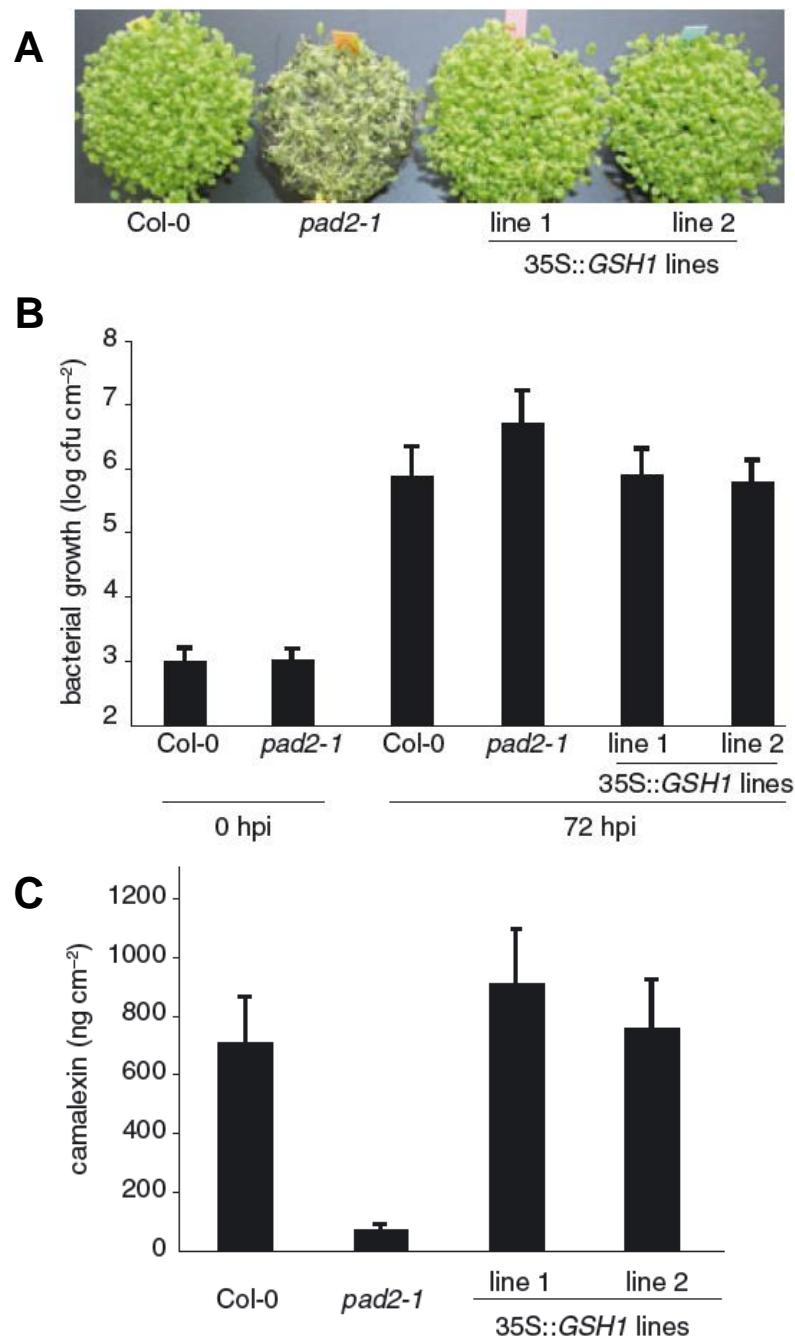 A
Col-0 pad2-1 line 1 line 2
35S::GSH1 lines
B
bacterial growth (log cfu cm⁻²)
8
7
6
5
4
3
2
Col-0 pad2-1 Col-0 pad2-1 line 1 line 2
35S::GSH1 lines
0 hpi 72 hpi
C
camalexin (ng cm⁻²)
1200
1000
800
600
400
200
0
Col-0 pad2-1 line 1 line 2
35S::GSH1 lines